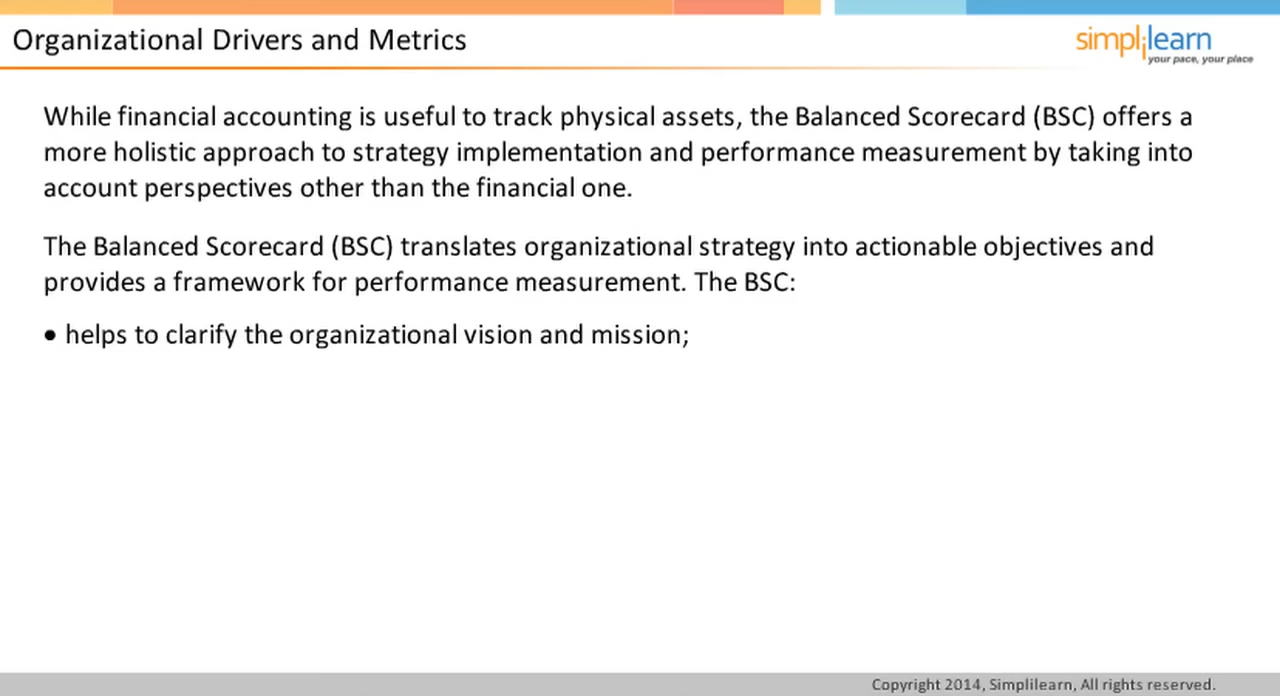 Organizational Drivers and Metrics
simplilearn
your pace, your place
While financial accounting is useful to track physical assets, the Balanced Scorecard (BSC) offers a
more holistic approach to strategy implementation and performance measurement by taking into
account perspectives other than the financial one.
The Balanced Scorecard (BSC) translates organizational strategy into actionable objectives and
provides a framework for performance measurement. The BSC:
• helps to clarify the organizational vision and mission;
Copyright 2014, Simplilearn, All rights reserved.